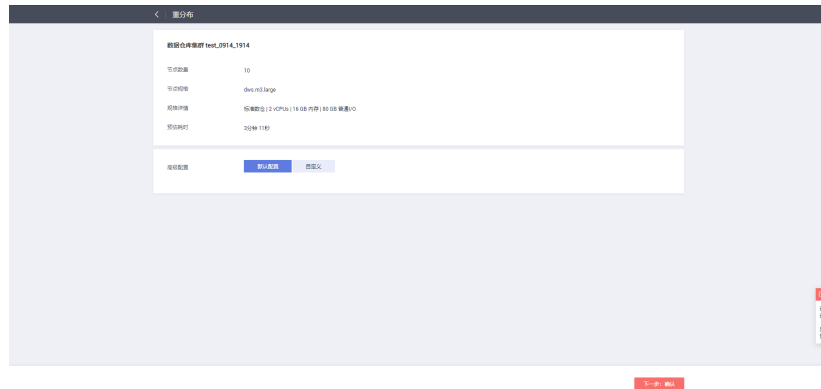 重分布
数据仓库集群 test_0914_1914
节点数量 10
节点规格 dws.m3.large
规格详情 标准数仓 | 2 vCPUs | 16 GB 内存 | 80 GB 普通I/O
预估耗时 3分钟 11秒
高级配置 默认配置 自定义
下一步：确认